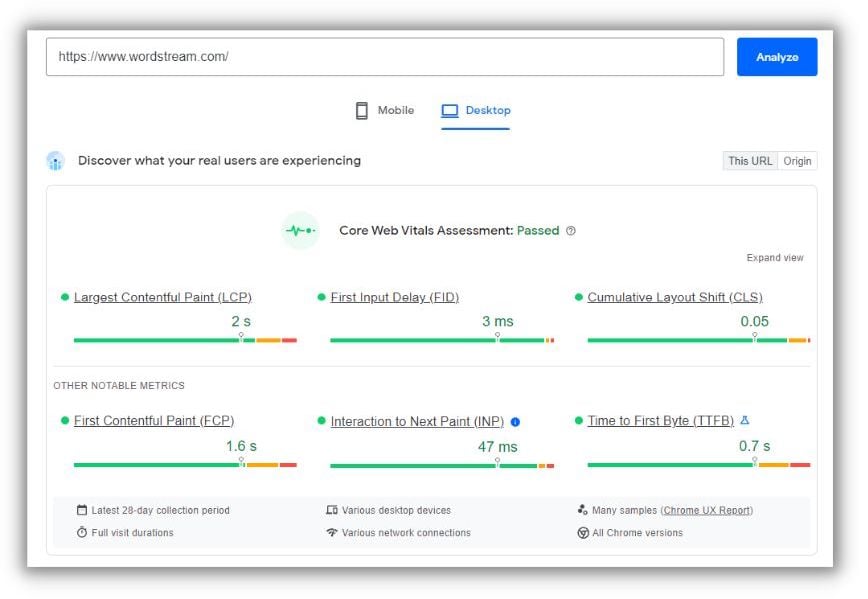 https://www.wordstream.com/
Analyze
Mobile
Desktop
Discover what your real users are experiencing
This URL
Origin
Core Web Vitals Assessment: Passed
Expand view
Largest Contentful Paint (LCP)
2 s
First Input Delay (FID)
3 ms
Cumulative Layout Shift (CLS)
0.05
OTHER NOTABLE METRICS
First Contentful Paint (FCP)
1.6 s
Interaction to Next Paint (INP)
47 ms
Time to First Byte (TTFB)
0.7 s
Latest 28-day collection period
Various desktop devices
Many samples (Chrome UX Report)
Full visit durations
Various network connections
All Chrome versions